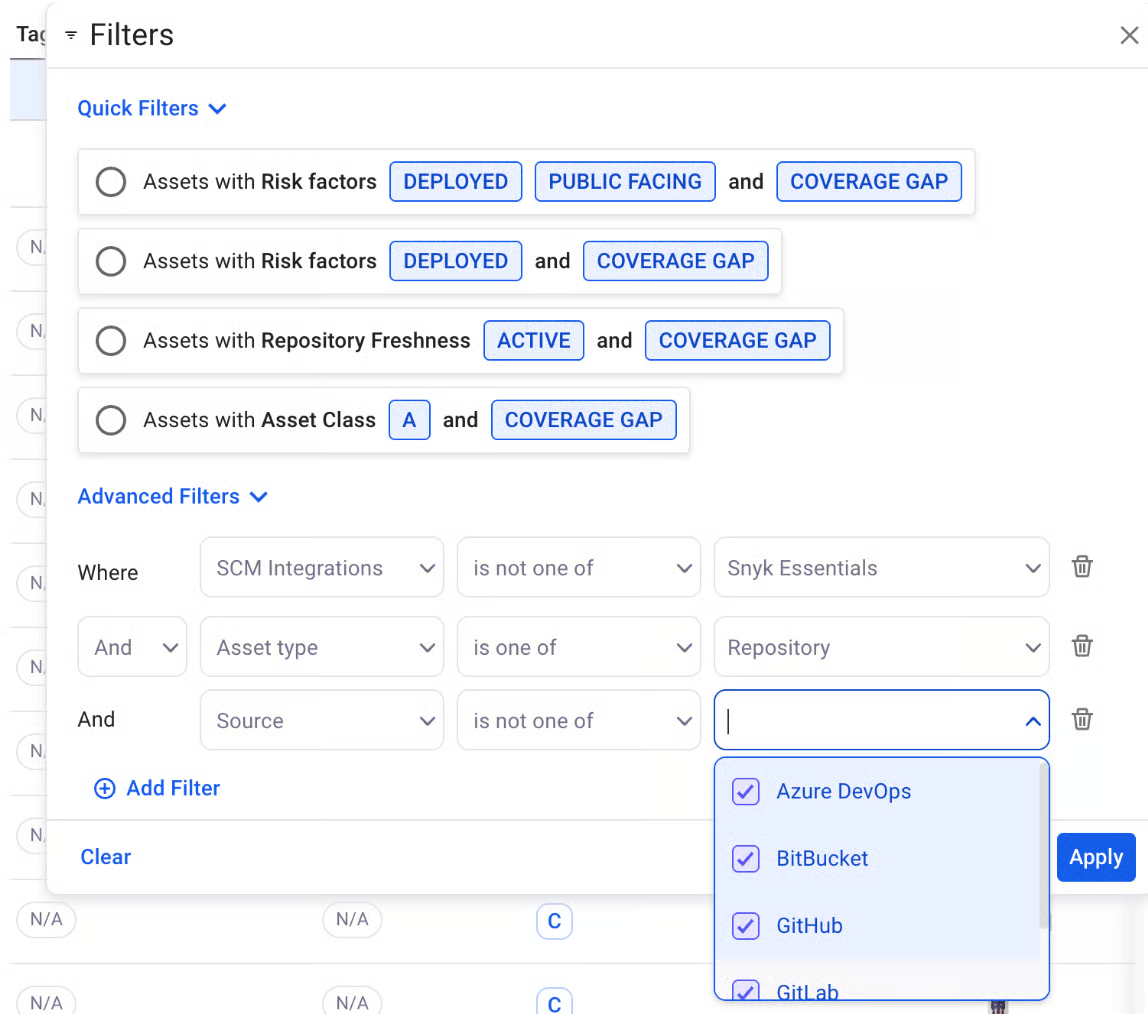 Tag
Filters
Quick Filters
Assets with Risk factors DEPLOYED PUBLIC FACING and COVERAGE GAP
Assets with Risk factors DEPLOYED and COVERAGE GAP
Assets with Repository Freshness ACTIVE and COVERAGE GAP
Assets with Asset Class A and COVERAGE GAP
Advanced Filters
Where SCM Integrations is not one of Snyk Essentials
And Asset type is one of Repository
And Source is not one of
Add Filter
Azure DevOps
BitBucket
GitHub
GitLab
Clear
Apply
N/A N/A C
N/A N/A C